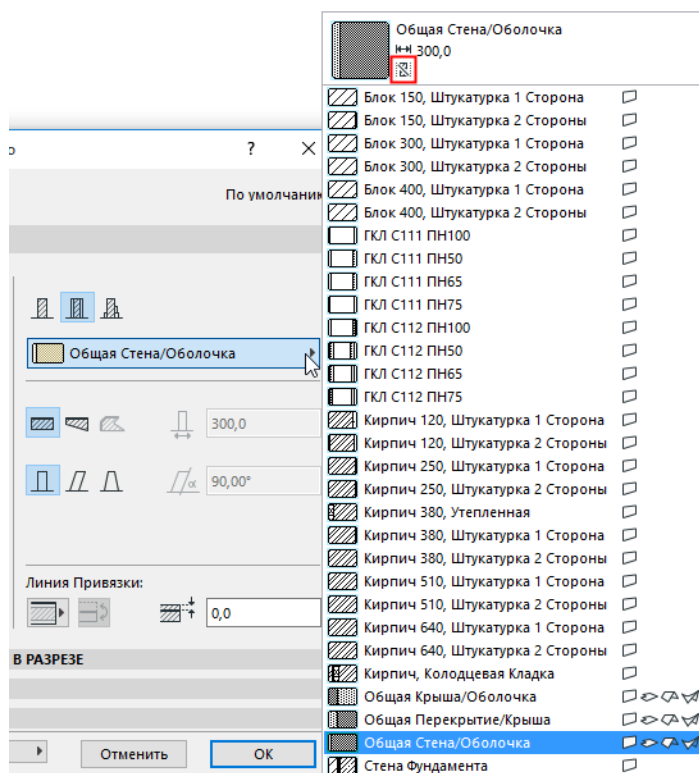 Общая Стена/Оболочка
300,0
Блок 150, Штукатурка 1 Сторона
Блок 150, Штукатурка 2 Стороны
Блок 300, Штукатурка 1 Сторона
Блок 300, Штукатурка 2 Стороны
Блок 400, Штукатурка 1 Сторона
Блок 400, Штукатурка 2 Стороны
ГКЛ С111 ПН100
ГКЛ С111 ПН50
ГКЛ С111 ПН65
ГКЛ С111 ПН75
ГКЛ С112 ПН100
ГКЛ С112 ПН50
ГКЛ С112 ПН65
ГКЛ С112 ПН75
Кирпич 120, Штукатурка 1 Сторона
Кирпич 120, Штукатурка 2 Стороны
Кирпич 250, Штукатурка 1 Сторона
Кирпич 250, Штукатурка 2 Стороны
Кирпич 380, Утепленная
Кирпич 380, Штукатурка 1 Сторона
Кирпич 380, Штукатурка 2 Стороны
Кирпич 510, Штукатурка 1 Сторона
Кирпич 510, Штукатурка 2 Стороны
Кирпич 640, Штукатурка 1 Сторона
Кирпич 640, Штукатурка 2 Стороны
Кирпич, Колодцевая Кладка
Общая Крыша/Оболочка
Общая Перекрытие/Крыша
Общая Стена/Оболочка
Стена Фундамента
о ?
По умолчанию
Общая Стена/Оболочка
300,0
α 90,00°
Линия Привязки:
0,0
В РАЗРЕЗЕ
Отменить OK